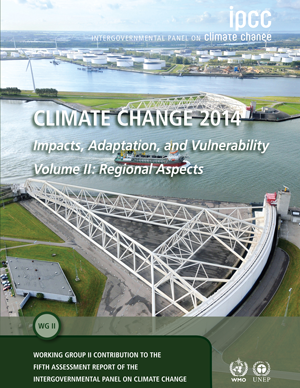 ipcc
INTERGOVERNMENTAL PANEL ON climate change
CLIMATE CHANGE 2014
Impacts, Adaptation, and Vulnerability
Volume II: Regional Aspects
WG II
WORKING GROUP II CONTRIBUTION TO THE
FIFTH ASSESSMENT REPORT OF THE
INTERGOVERNMENTAL PANEL ON CLIMATE CHANGE
WMO UNEP